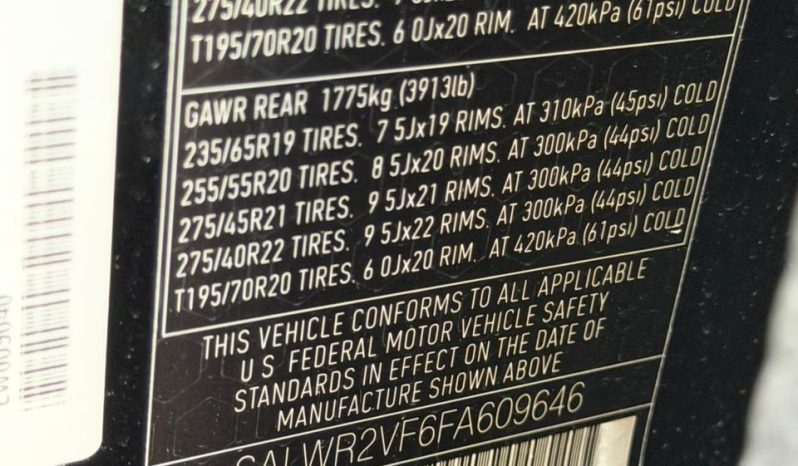 275/40R22 TIRES.
T195/70R20 TIRES. 6 0Jx20 RIM. AT 420kPa (61psi) COLD
GAWR REAR 1775kg (3913lb)
235/65R19 TIRES. 7 5Jx19 RIMS. AT 310kPa (45psi) COLD
255/55R20 TIRES. 8 5Jx20 RIMS. AT 300kPa (44psi) COLD
275/45R21 TIRES. 9 5Jx21 RIMS. AT 300kPa (44psi) COLD
275/40R22 TIRES. 9 5Jx22 RIMS. AT 300kPa (44psi) COLD
T195/70R20 TIRES. 6 0Jx20 RIM. AT 420kPa (61psi) COLD
THIS VEHICLE CONFORMS TO ALL APPLICABLE
U S FEDERAL MOTOR VEHICLE SAFETY
STANDARDS IN EFFECT ON THE DATE OF
MANUFACTURE SHOWN ABOVE
SALWR2VF6FA609646